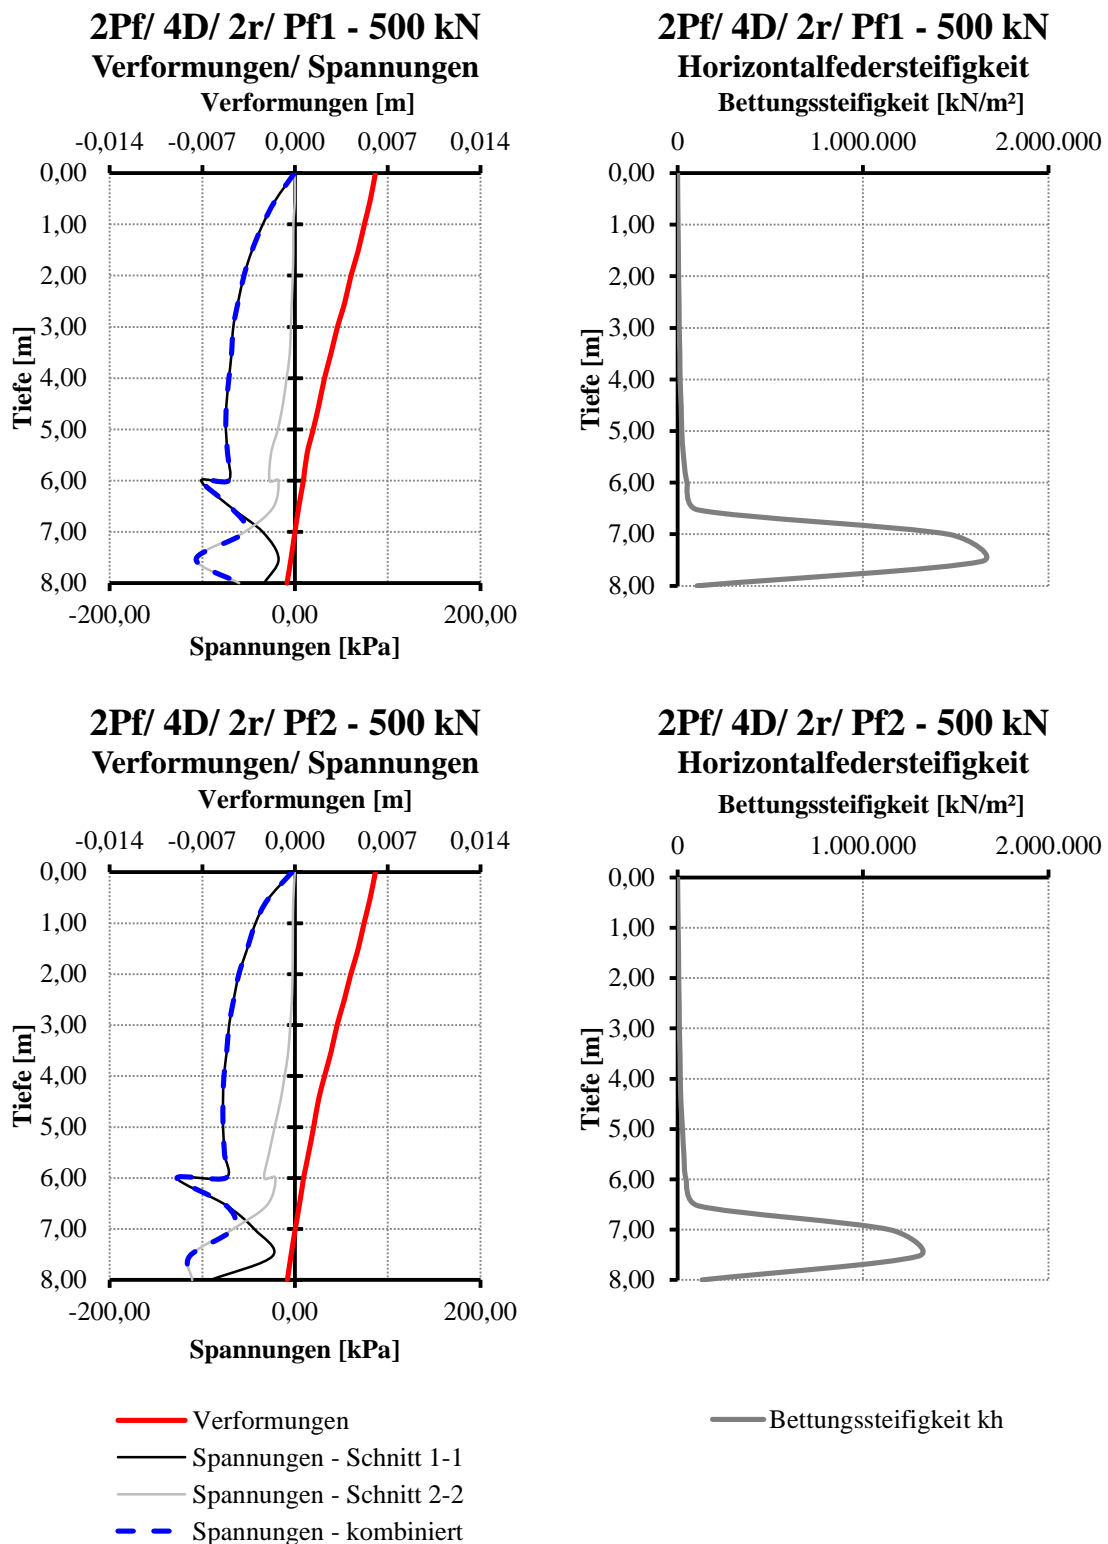 2Pf/ 4D/ 2r/ Pf1 - 500 kN
Verformungen/ Spannungen
Verformungen [m]
-0,014 -0,007 0,000 0,007 0,014
0,00
1,00
2,00
3,00
4,00
5,00
6,00
7,00
8,00
Tiefe [m]
-200,00 0,00 200,00
Spannungen [kPa]
2Pf/ 4D/ 2r/ Pf1 - 500 kN
Horizontalfedersteifigkeit
Bettungssteifigkeit [kN/m²]
0 1.000.000 2.000.000
0,00
1,00
2,00
3,00
4,00
5,00
6,00
7,00
8,00
Tiefe [m]
2Pf/ 4D/ 2r/ Pf2 - 500 kN
Verformungen/ Spannungen
Verformungen [m]
-0,014 -0,007 0,000 0,007 0,014
0,00
1,00
2,00
3,00
4,00
5,00
6,00
7,00
8,00
Tiefe [m]
-200,00 0,00 200,00
Spannungen [kPa]
2Pf/ 4D/ 2r/ Pf2 - 500 kN
Horizontalfedersteifigkeit
Bettungssteifigkeit [kN/m²]
0 1.000.000 2.000.000
0,00
1,00
2,00
3,00
4,00
5,00
6,00
7,00
8,00
Tiefe [m]
Verformungen
Spannungen - Schnitt 1-1
Spannungen - Schnitt 2-2
Spannungen - kombiniert
Bettungssteifigkeit kh